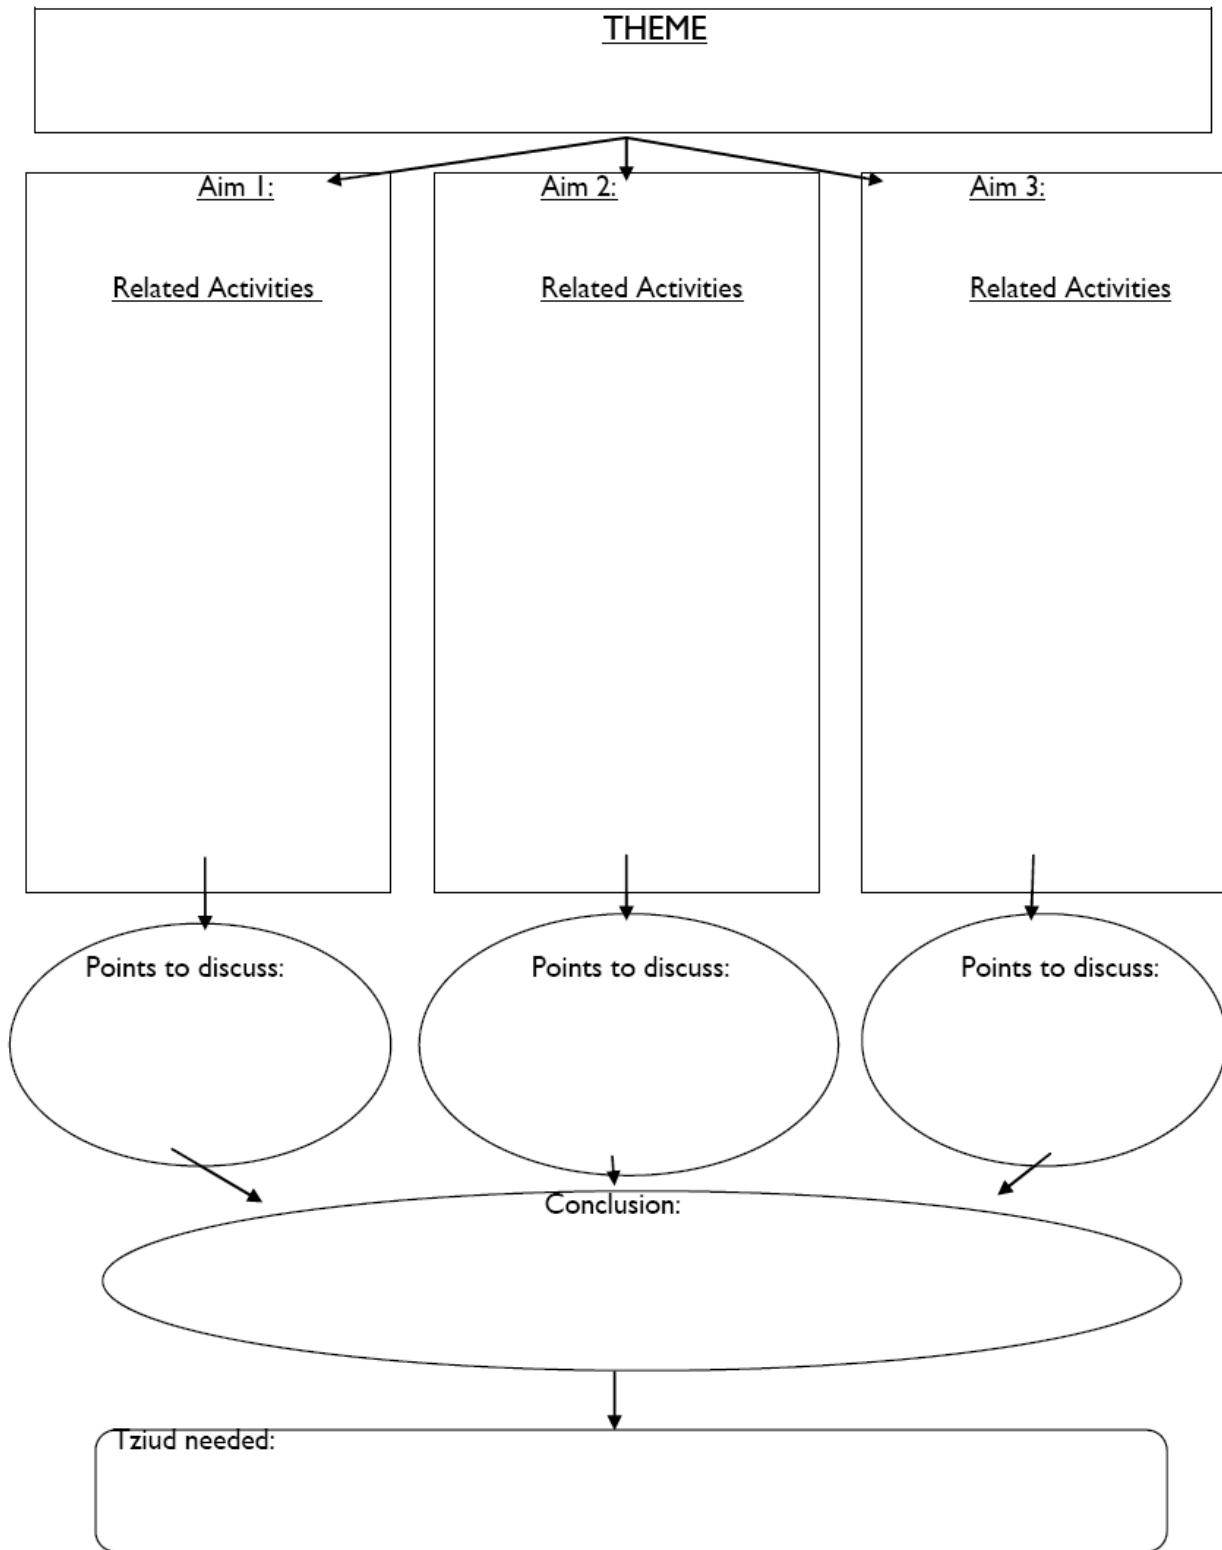 THEME
Aim 1:
Aim 2:
Aim 3:
Related Activities
Related Activities
Related Activities
Points to discuss:
Points to discuss:
Points to discuss:
Conclusion:
Tziud needed: